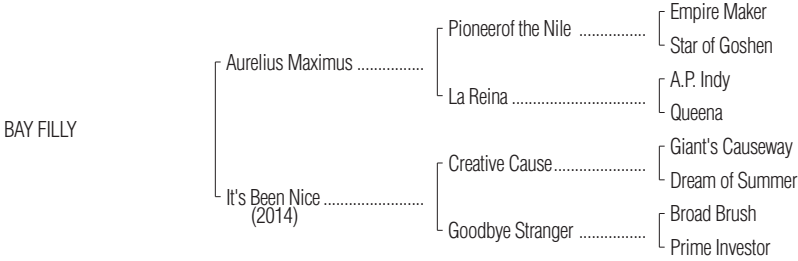 Empire Maker
Pioneerof the Nile ................
Star of Goshen
Aurelius Maximus ................
A.P. Indy
La Reina ................................
Queena
BAY FILLY
Giant's Causeway
Creative Cause......................
Dream of Summer
It's Been Nice ........................
(2014)
Broad Brush
Goodbye Stranger ................
Prime Investor